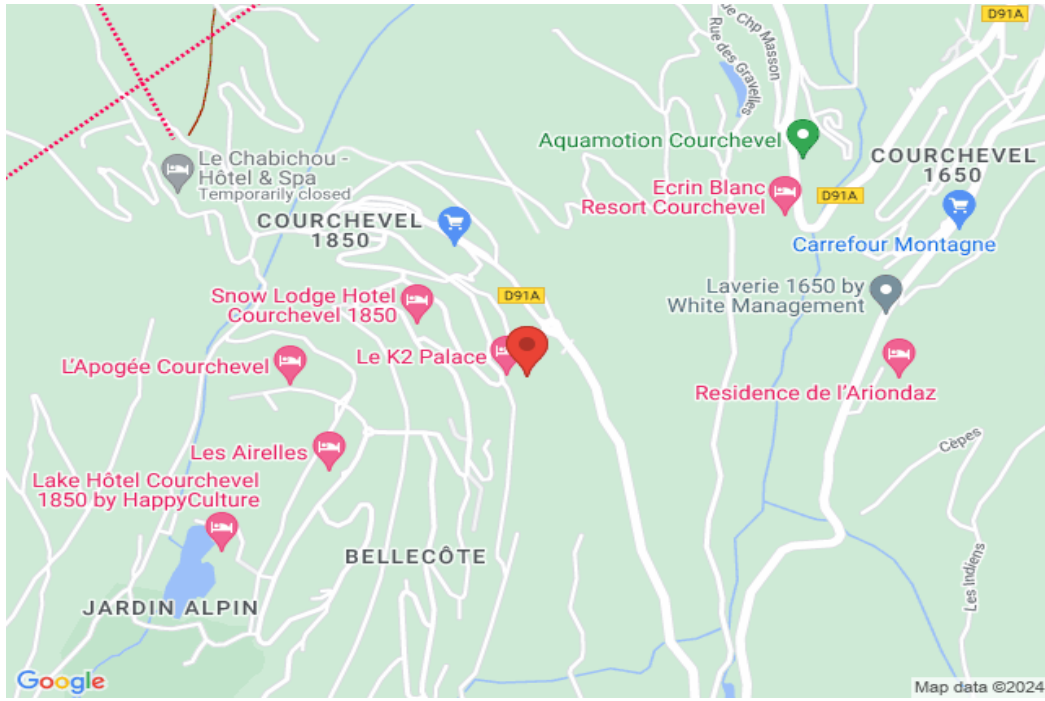 D91A
Rue des Gravelles
Aquamotion Courchevel
COURCHEVEL
1650
Le Chabichou -
Hôtel & Spa
Temporarily closed
Ecrin Blanc
Resort Courchevel
D91A
COURCHEVEL
1850
Carrefour Montagne
Snow Lodge Hotel
Courchevel 1850
D91A
Laverie 1650 by
White Management
L'Apogée Courchevel
Le K2 Palace
Residence de l'Ariondaz
Les Airelles
Cèpes
Lake Hôtel Courchevel
1850 by HappyCulture
BELLECÔTE
Les Indiens
JARDIN ALPIN
Google
Map data ©2024